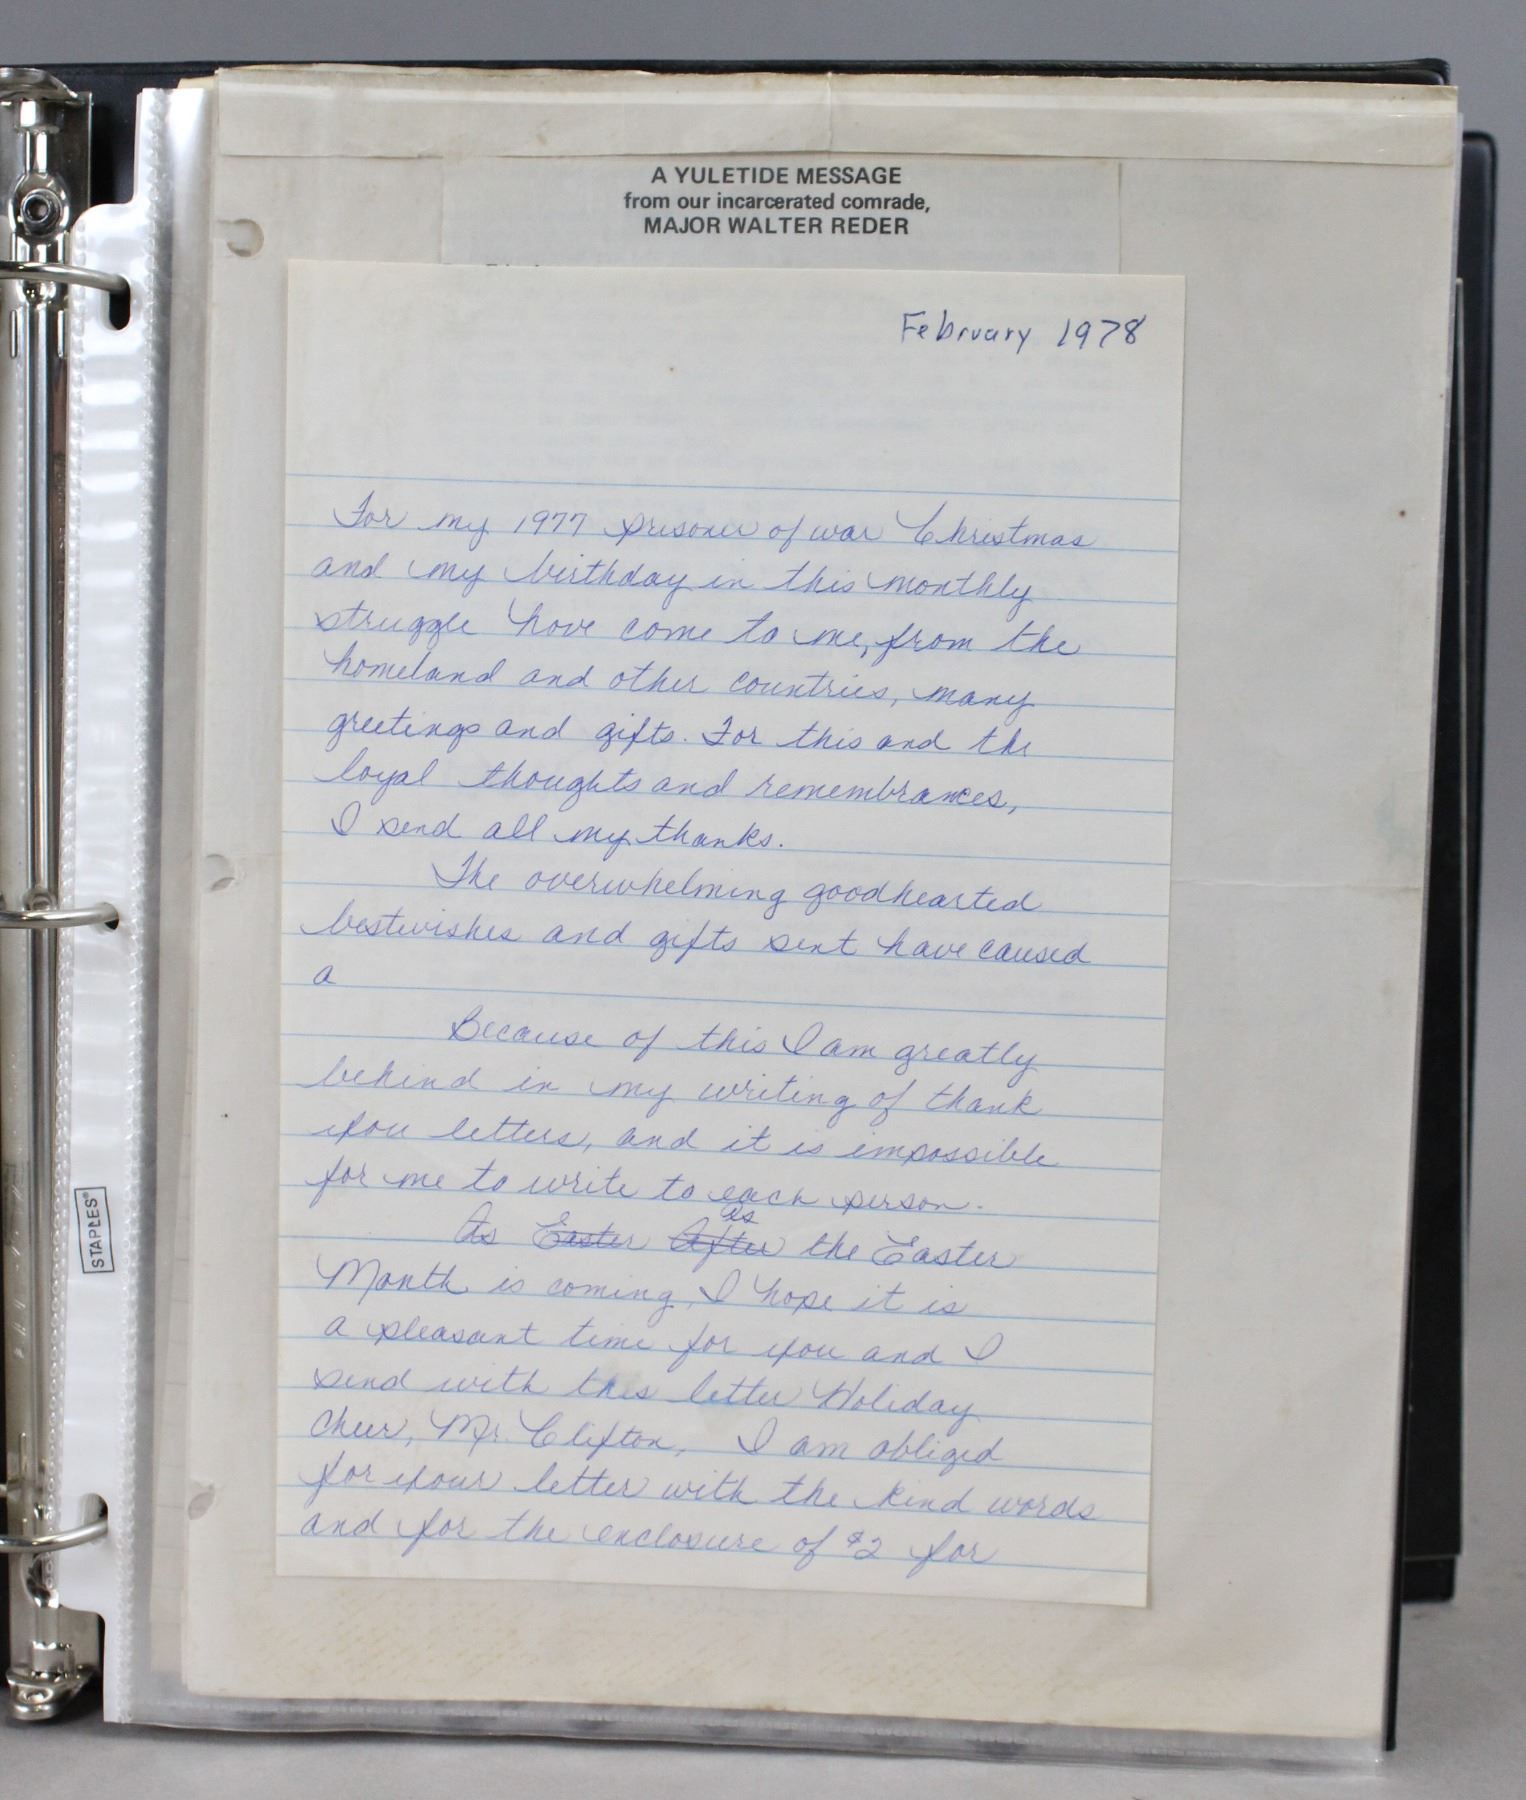 A YULETIDE MESSAGE
from our incarcerated comrade,
MAJOR WALTER REDER
February 1978
For my 1977 prisoner of war Christmas
and my birthday in this monthly
struggle have come to me, from the
homeland and other countries, many
greetings and gifts. For this and the
loyal thoughts and remembrances,
I send all my thanks.
The overwhelming goodhearted
bestwishes and gifts sent have caused
a
Because of this I am greatly
behind in my writing of thank
you letters, and it is impossible
for me to write to each person.
As Easter After As the Easter
Month is coming, I hope it is
a pleasant time for you and I
send with this letter Holiday
Cheer, Mr. Clifton, I am obliged
for your letter with the kind words
and for the enclosure of $2 for
STAPLES®